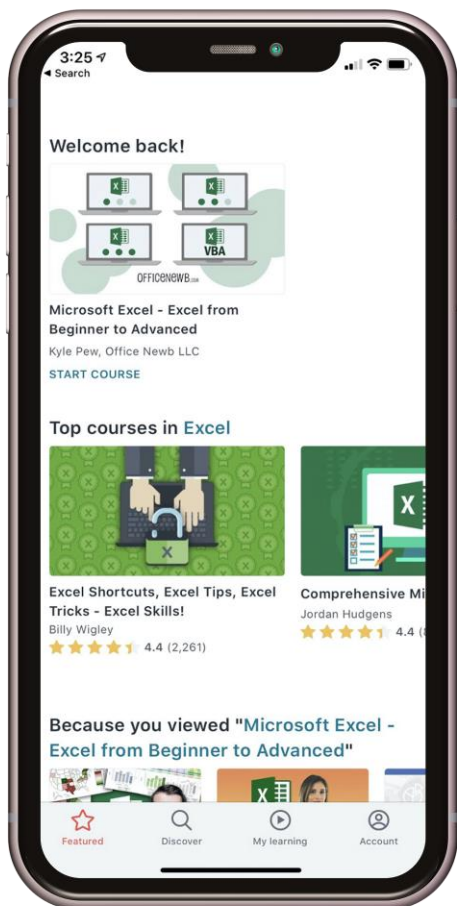 3:25
Search
Welcome back!
VBA
OFFICENEWB.com
Microsoft Excel - Excel from
Beginner to Advanced
Kyle Pew, Office Newb LLC
START COURSE
Top courses in Excel
X
X
Excel Shortcuts, Excel Tips, Excel
Tricks - Excel Skills!
Billy Wigley
4.4 (2,261)
Comprehensive Mi
Jordan Hudgens
4.4
Because you viewed "Microsoft Excel -
Excel from Beginner to Advanced"
X
Featured
Discover
My learning
Account